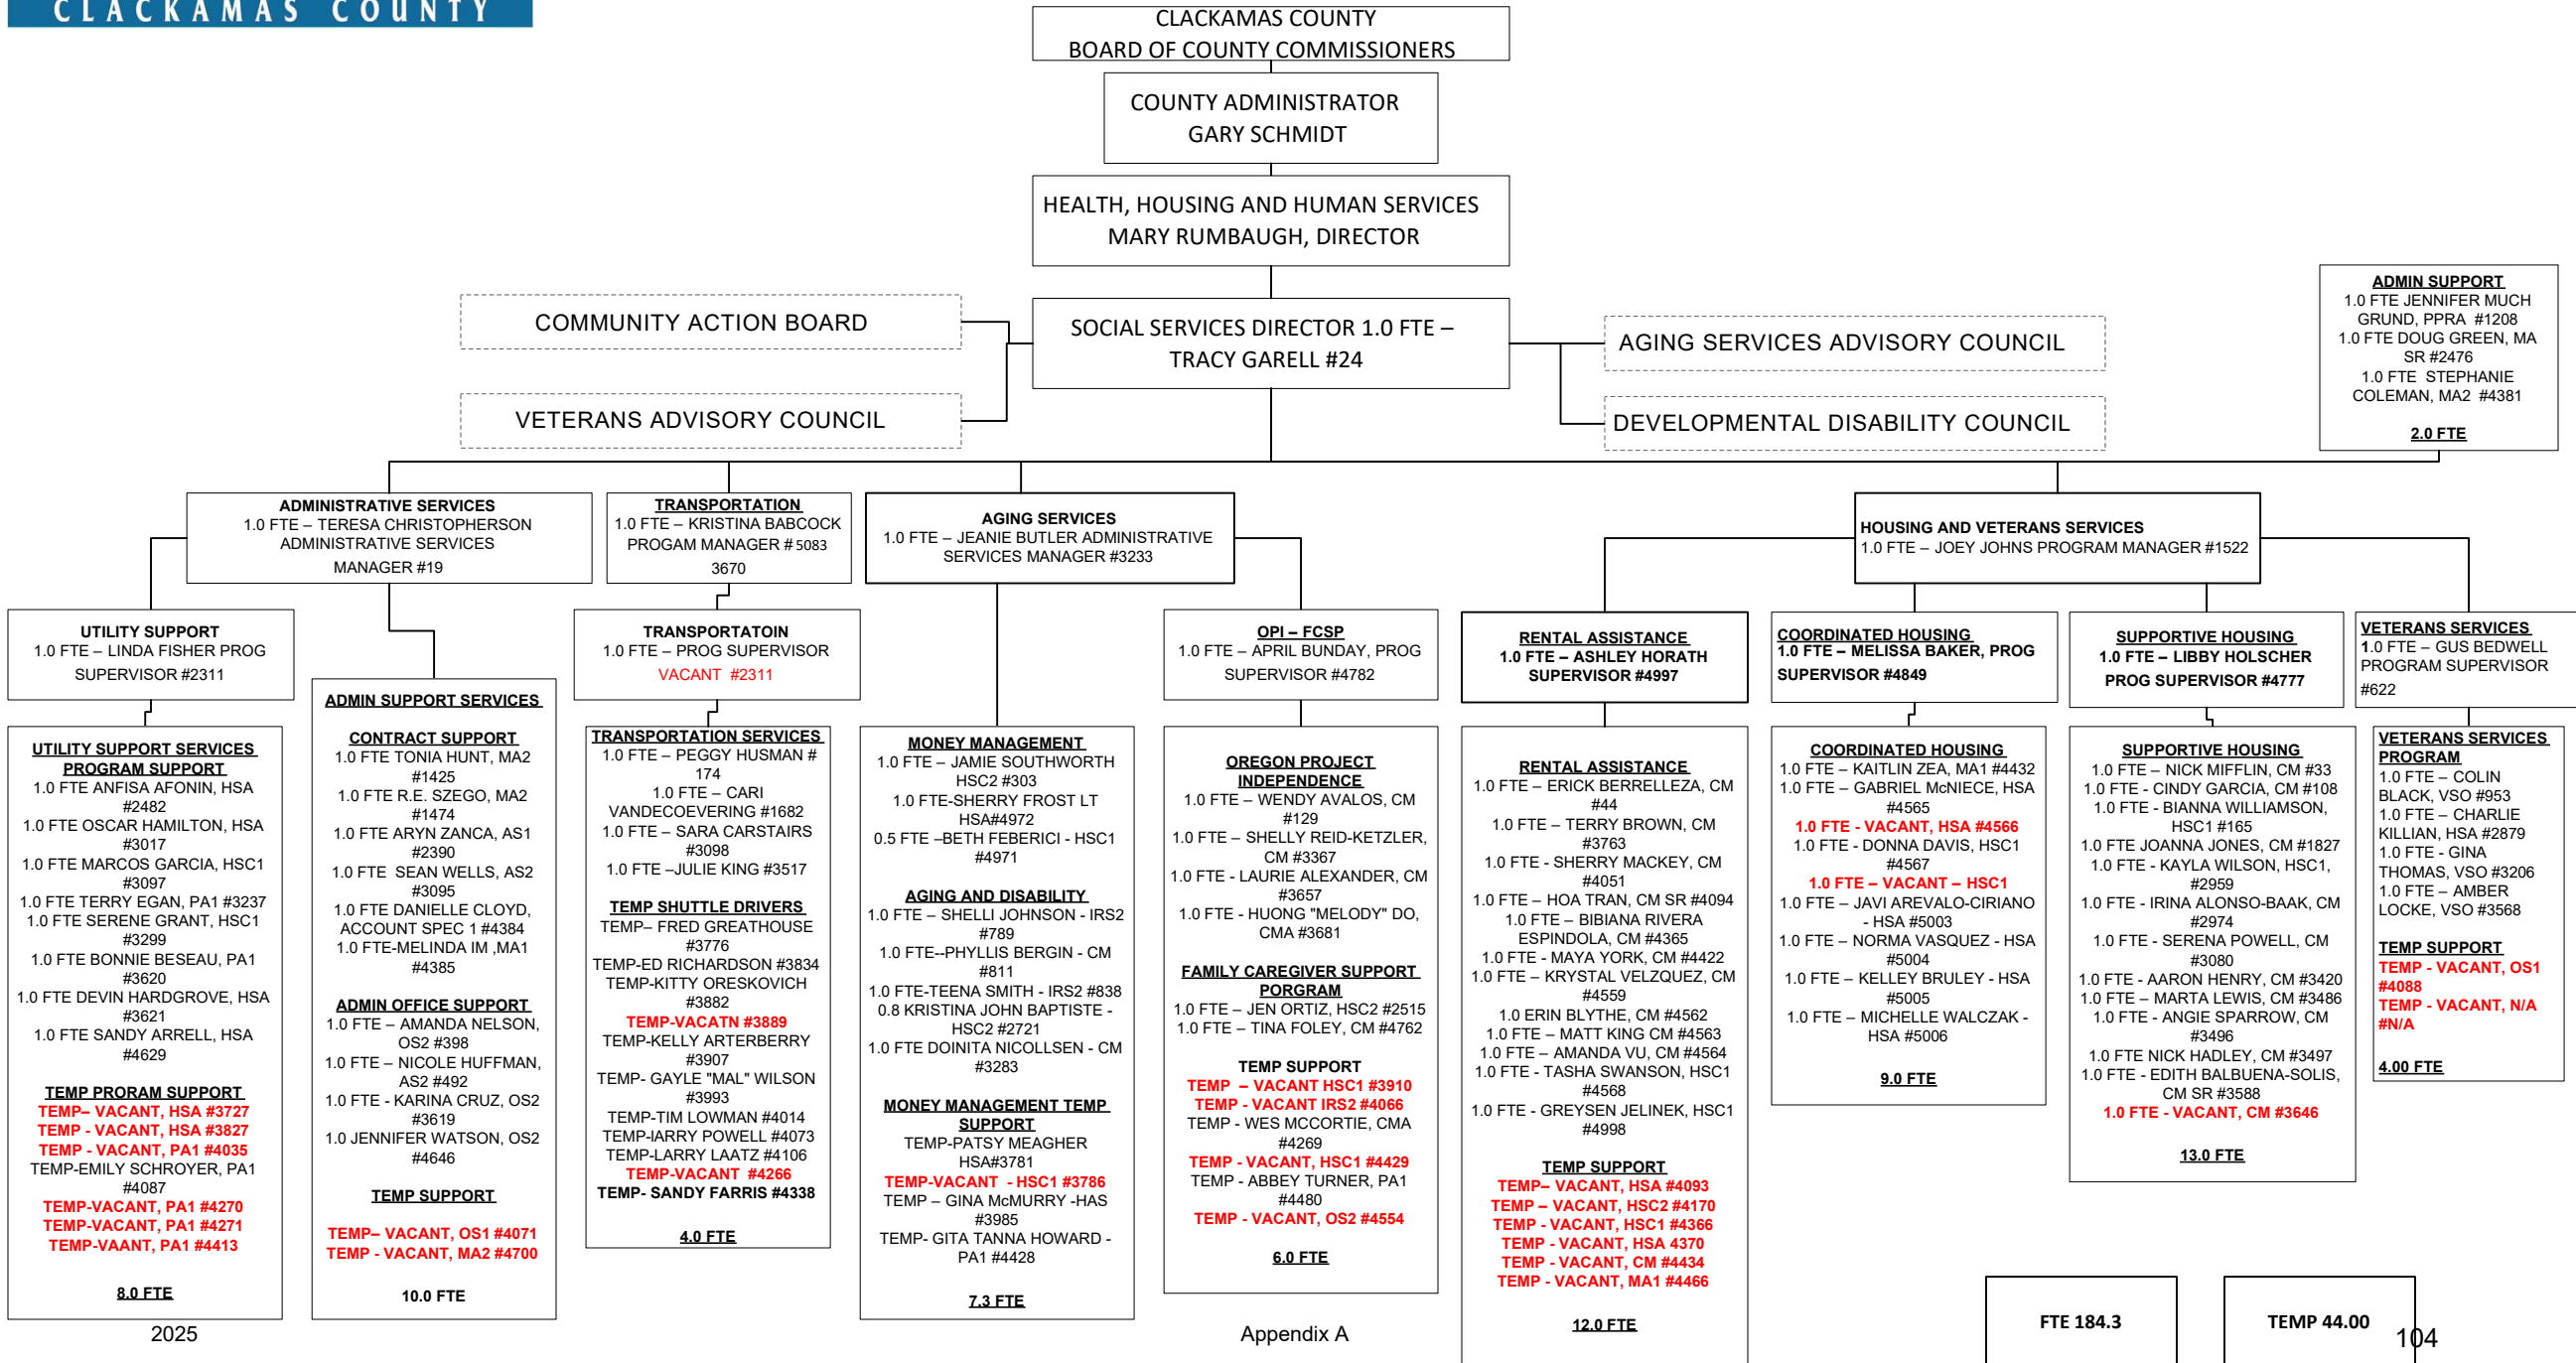 CLACKAMAS COUNTY
CLACKAMAS COUNTY
BOARD OF COUNTY COMMISSIONERS
COUNTY ADMINISTRATOR
GARY SCHMIDT
HEALTH, HOUSING AND HUMAN SERVICES
MARY RUMBAUGH, DIRECTOR
SOCIAL SERVICES DIRECTOR 1.0 FTE –
TRACY GARELL #24
COMMUNITY ACTION BOARD
VETERANS ADVISORY COUNCIL
AGING SERVICES ADVISORY COUNCIL
DEVELOPMENTAL DISABILITY COUNCIL
ADMIN SUPPORT
1.0 FTE JENNIFER MUCH
GRUND, PPRA #1208
1.0 FTE DOUG GREEN, MA
SR #2476
1.0 FTE STEPHANIE
COLEMAN, MA2 #4381
2.0 FTE
ADMINISTRATIVE SERVICES
1.0 FTE – TERESA CHRISTOPHERSON
ADMINISTRATIVE SERVICES
MANAGER #19
TRANSPORTATION
1.0 FTE – KRISTINA BABCOCK
PROGAM MANAGER # 5083
3670
AGING SERVICES
1.0 FTE – JEANIE BUTLER ADMINISTRATIVE
SERVICES MANAGER #3233
HOUSING AND VETERANS SERVICES
1.0 FTE – JOEY JOHNS PROGRAM MANAGER #1522
UTILITY SUPPORT
1.0 FTE – LINDA FISHER PROG
SUPERVISOR #2311
TRANSPORTATOIN
1.0 FTE – PROG SUPERVISOR
VACANT #2311
OPI – FCSP
1.0 FTE – APRIL BUNDAY, PROG
SUPERVISOR #4782
RENTAL ASSISTANCE
1.0 FTE – ASHLEY HORATH
SUPERVISOR #4997
COORDINATED HOUSING
1.0 FTE – MELISSA BAKER, PROG
SUPERVISOR #4849
SUPPORTIVE HOUSING
1.0 FTE – LIBBY HOLSCHER
PROG SUPERVISOR #4777
VETERANS SERVICES
1.0 FTE – GUS BEDWELL
PROGRAM SUPERVISOR
#622
UTILITY SUPPORT SERVICES
PROGRAM SUPPORT
1.0 FTE ANFISA AFONIN, HSA
#2482
1.0 FTE OSCAR HAMILTON, HSA
#3017
1.0 FTE MARCOS GARCIA, HSC1
#3097
1.0 FTE TERRY EGAN, PA1 #3237
1.0 FTE SERENE GRANT, HSC1
#3299
1.0 FTE BONNIE BESEAU, PA1
#3620
1.0 FTE DEVIN HARDGROVE, HSA
#3621
1.0 FTE SANDY ARRELL, HSA
#4629
TEMP PRORAM SUPPORT
TEMP– VACANT, HSA #3727
TEMP - VACANT, HSA #3827
TEMP - VACANT, PA1 #4035
TEMP-EMILY SCHROYER, PA1
#4087
TEMP-VACANT, PA1 #4270
TEMP-VACANT, PA1 #4271
TEMP-VAANT, PA1 #4413
8.0 FTE
ADMIN SUPPORT SERVICES
CONTRACT SUPPORT
1.0 FTE TONIA HUNT, MA2
#1425
1.0 FTE R.E. SZEGO, MA2
#1474
1.0 FTE ARYN ZANCA, AS1
#2390
1.0 FTE SEAN WELLS, AS2
#3095
1.0 FTE DANIELLE CLOYD,
ACCOUNT SPEC 1 #4384
1.0 FTE-MELINDA IM ,MA1
#4385
ADMIN OFFICE SUPPORT
1.0 FTE – AMANDA NELSON,
OS2 #398
1.0 FTE – NICOLE HUFFMAN,
AS2 #492
1.0 FTE - KARINA CRUZ, OS2
#3619
1.0 JENNIFER WATSON, OS2
#4646
TEMP SUPPORT
TEMP– VACANT, OS1 #4071
TEMP - VACANT, MA2 #4700
10.0 FTE
TRANSPORTATION SERVICES
1.0 FTE – PEGGY HUSMAN #
174
1.0 FTE – CARI
VANDECOEVERING #1682
1.0 FTE – SARA CARSTAIRS
#3098
1.0 FTE –JULIE KING #3517
TEMP SHUTTLE DRIVERS
TEMP– FRED GREATHOUSE
#3776
TEMP-ED RICHARDSON #3834
TEMP-KITTY ORESKOVICH
#3882
TEMP-VACATN #3889
TEMP-KELLY ARTERBERRY
#3907
TEMP- GAYLE "MAL" WILSON
#3993
TEMP-TIM LOWMAN #4014
TEMP-lARRY POWELL #4073
TEMP-LARRY LAATZ #4106
TEMP-VACANT #4266
TEMP- SANDY FARRIS #4338
4.0 FTE
MONEY MANAGEMENT
1.0 FTE – JAMIE SOUTHWORTH
HSC2 #303
1.0 FTE-SHERRY FROST LT
HSA#4972
0.5 FTE –BETH FEBERICI - HSC1
#4971
AGING AND DISABILITY
1.0 FTE – SHELLI JOHNSON - IRS2
#789
1.0 FTE--PHYLLIS BERGIN - CM
#811
1.0 FTE-TEENA SMITH - IRS2 #838
0.8 KRISTINA JOHN BAPTISTE -
HSC2 #2721
1.0 FTE DOINITA NICOLLSEN - CM
#3283
MONEY MANAGEMENT TEMP
SUPPORT
TEMP-PATSY MEAGHER
HSA#3781
TEMP-VACANT - HSC1 #3786
TEMP – GINA McMURRY -HAS
#3985
TEMP- GITA TANNA HOWARD -
PA1 #4428
7.3 FTE
OREGON PROJECT
INDEPENDENCE
1.0 FTE – WENDY AVALOS, CM
#129
1.0 FTE – SHELLY REID-KETZLER,
CM #3367
1.0 FTE - LAURIE ALEXANDER, CM
#3657
1.0 FTE - HUONG "MELODY" DO,
CMA #3681
FAMILY CAREGIVER SUPPORT
PORGRAM
1.0 FTE – JEN ORTIZ, HSC2 #2515
1.0 FTE – TINA FOLEY, CM #4762
TEMP SUPPORT
TEMP – VACANT HSC1 #3910
TEMP - VACANT IRS2 #4066
TEMP - WES MCCORTIE, CMA
#4269
TEMP - VACANT, HSC1 #4429
TEMP - ABBEY TURNER, PA1
#4480
TEMP - VACANT, OS2 #4554
6.0 FTE
RENTAL ASSISTANCE
1.0 FTE – ERICK BERRELLEZA, CM
#44
1.0 FTE – TERRY BROWN, CM
#3763
1.0 FTE - SHERRY MACKEY, CM
#4051
1.0 FTE – HOA TRAN, CM SR #4094
1.0 FTE – BIBIANA RIVERA
ESPINDOLA, CM #4365
1.0 FTE - MAYA YORK, CM #4422
1.0 FTE – KRYSTAL VELZQUEZ, CM
#4559
1.0 ERIN BLYTHE, CM #4562
1.0 FTE – MATT KING CM #4563
1.0 FTE – AMANDA VU, CM #4564
1.0 FTE - TASHA SWANSON, HSC1
#4568
1.0 FTE - GREYSEN JELINEK, HSC1
#4998
TEMP SUPPORT
TEMP– VACANT, HSA #4093
TEMP – VACANT, HSC2 #4170
TEMP - VACANT, HSC1 #4366
TEMP - VACANT, HSA 4370
TEMP - VACANT, CM #4434
TEMP - VACANT, MA1 #4466
12.0 FTE
COORDINATED HOUSING
1.0 FTE – KAITLIN ZEA, MA1 #4432
1.0 FTE – GABRIEL McNIECE, HSA
#4565
1.0 FTE - VACANT, HSA #4566
1.0 FTE - DONNA DAVIS, HSC1
#4567
1.0 FTE – VACANT – HSC1
1.0 FTE – JAVI AREVALO-CIRIANO
- HSA #5003
1.0 FTE – NORMA VASQUEZ - HSA
#5004
1.0 FTE – KELLEY BRULEY - HSA
#5005
1.0 FTE – MICHELLE WALCZAK -
HSA #5006
9.0 FTE
SUPPORTIVE HOUSING
1.0 FTE – NICK MIFFLIN, CM #33
1.0 FTE - CINDY GARCIA, CM #108
1.0 FTE - BIANNA WILLIAMSON,
HSC1 #165
1.0 FTE JOANNA JONES, CM #1827
1.0 FTE - KAYLA WILSON, HSC1,
#2959
1.0 FTE - IRINA ALONSO-BAAK, CM
#2974
1.0 FTE - SERENA POWELL, CM
#3080
1.0 FTE - AARON HENRY, CM #3420
1.0 FTE – MARTA LEWIS, CM #3486
1.0 FTE - ANGIE SPARROW, CM
#3496
1.0 FTE NICK HADLEY, CM #3497
1.0 FTE - EDITH BALBUENA-SOLIS,
CM SR #3588
1.0 FTE - VACANT, CM #3646
13.0 FTE
VETERANS SERVICES
PROGRAM
1.0 FTE – COLIN
BLACK, VSO #953
1.0 FTE – CHARLIE
KILLIAN, HSA #2879
1.0 FTE - GINA
THOMAS, VSO #3206
1.0 FTE – AMBER
LOCKE, VSO #3568
TEMP SUPPORT
TEMP - VACANT, OS1
#4088
TEMP - VACANT, N/A
#N/A
4.00 FTE
FTE 184.3
TEMP 44.00
2025
Appendix A
104